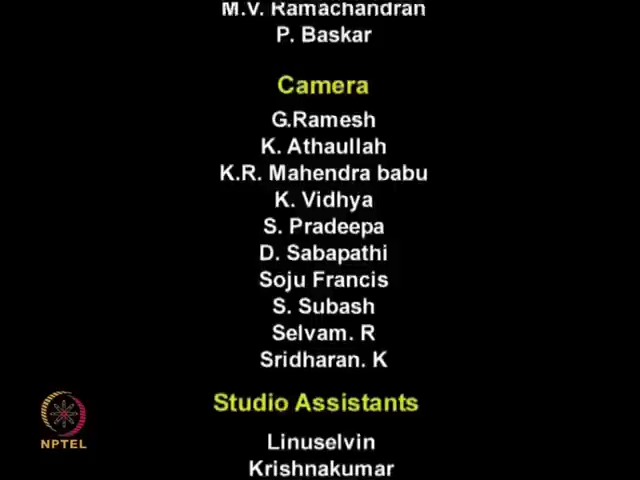 M.V. Ramachandran
P. Baskar
Camera
G.Ramesh
K. Athaullah
K.R. Mahendra babu
K. Vidhya
S. Pradeepa
D. Sabapathi
Soju Francis
S. Subash
Selvam. R
Sridharan. K
Studio Assistants
Linuselvin
Krishnakumar
NPTEL